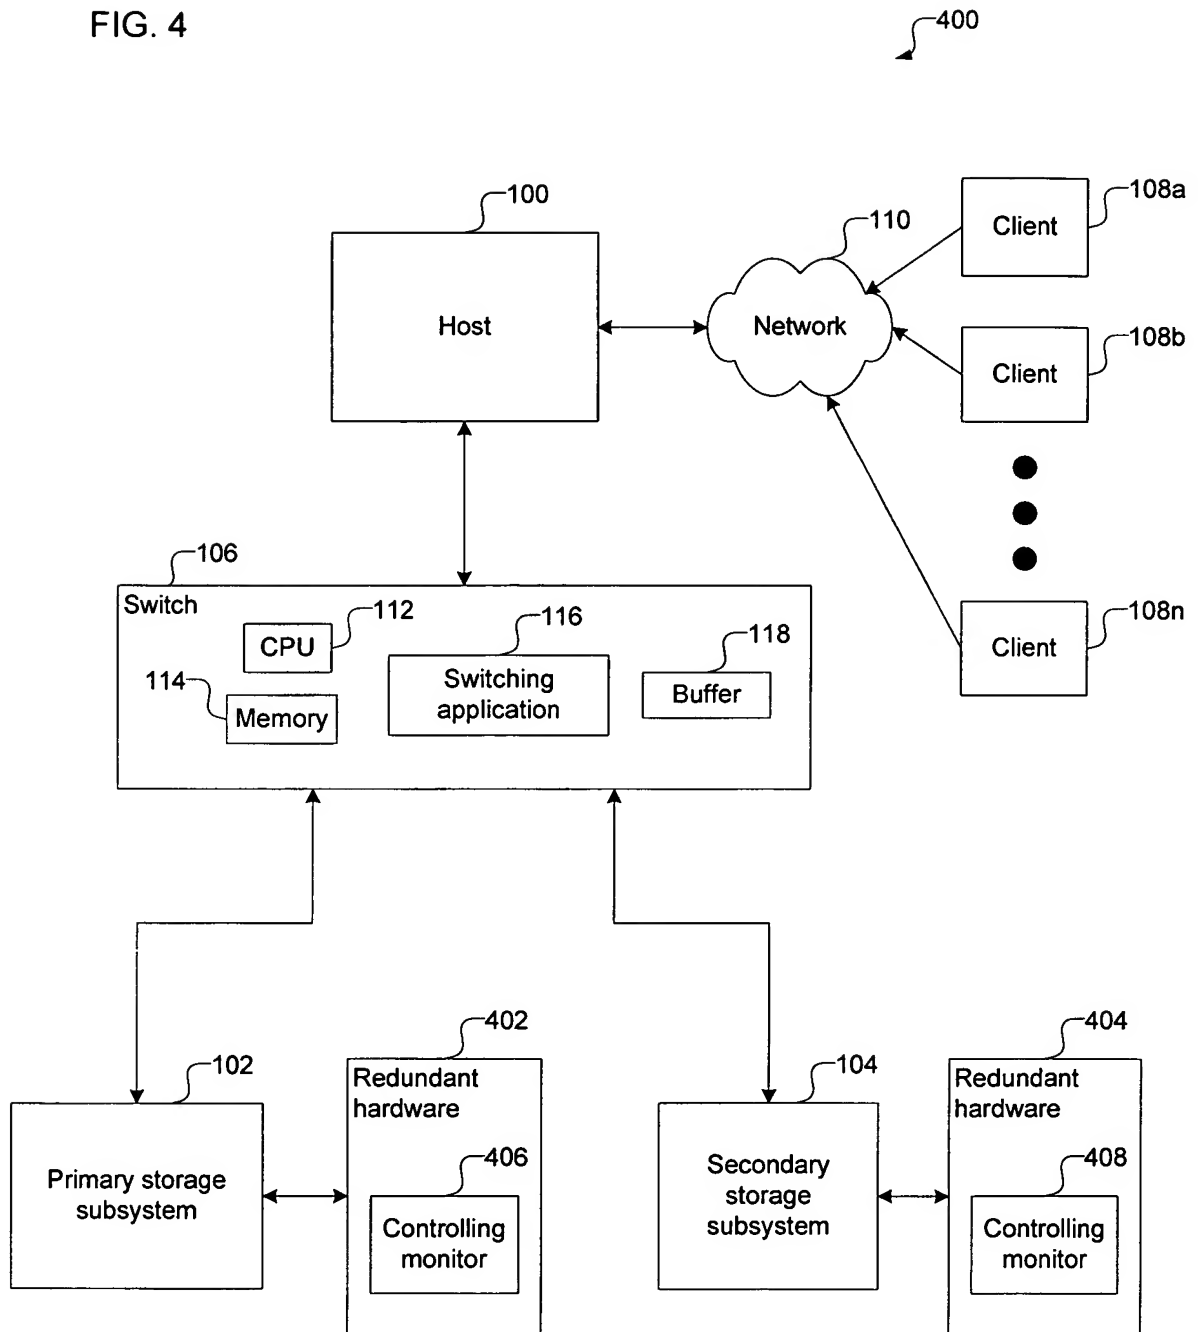 FIG. 4
400
100
Host
110
Network
108a
Client
108b
Client
108n
Client
106
Switch
112
CPU
114
Memory
116
Switching
application
118
Buffer
102
Primary storage
subsystem
402
Redundant
hardware
406
Controlling
monitor
104
Secondary
storage
subsystem
404
Redundant
hardware
408
Controlling
monitor